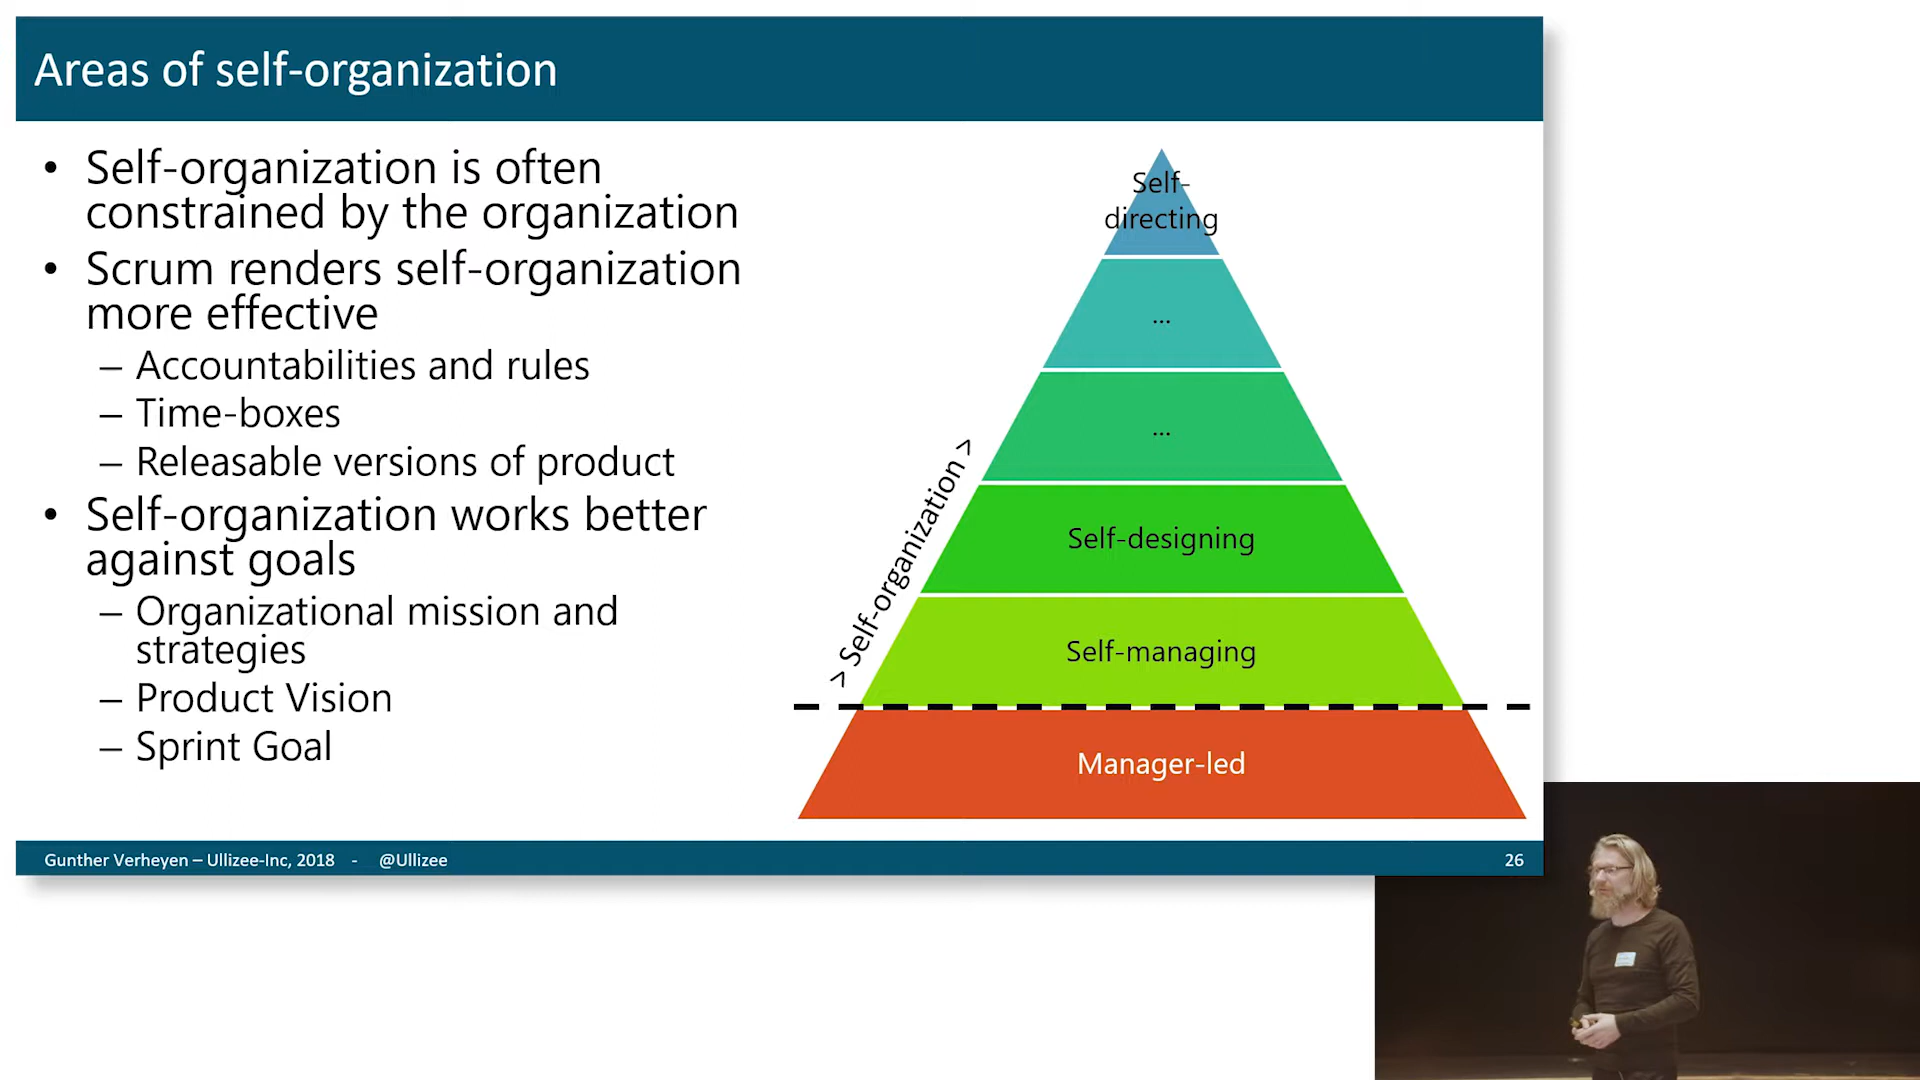 Areas of self-organization
• Self-organization is often
constrained by the organization
• Scrum renders self-organization
more effective
– Accountabilities and rules
– Time-boxes
– Releasable versions of product
• Self-organization works better
against goals
– Organizational mission and
strategies
– Product Vision
– Sprint Goal
Self-
directing
...
...
Self-designing
Self-managing
Manager-led
> Self-organization >
Gunther Verheyen – Ullizee-Inc, 2018 - @Ullizee
26